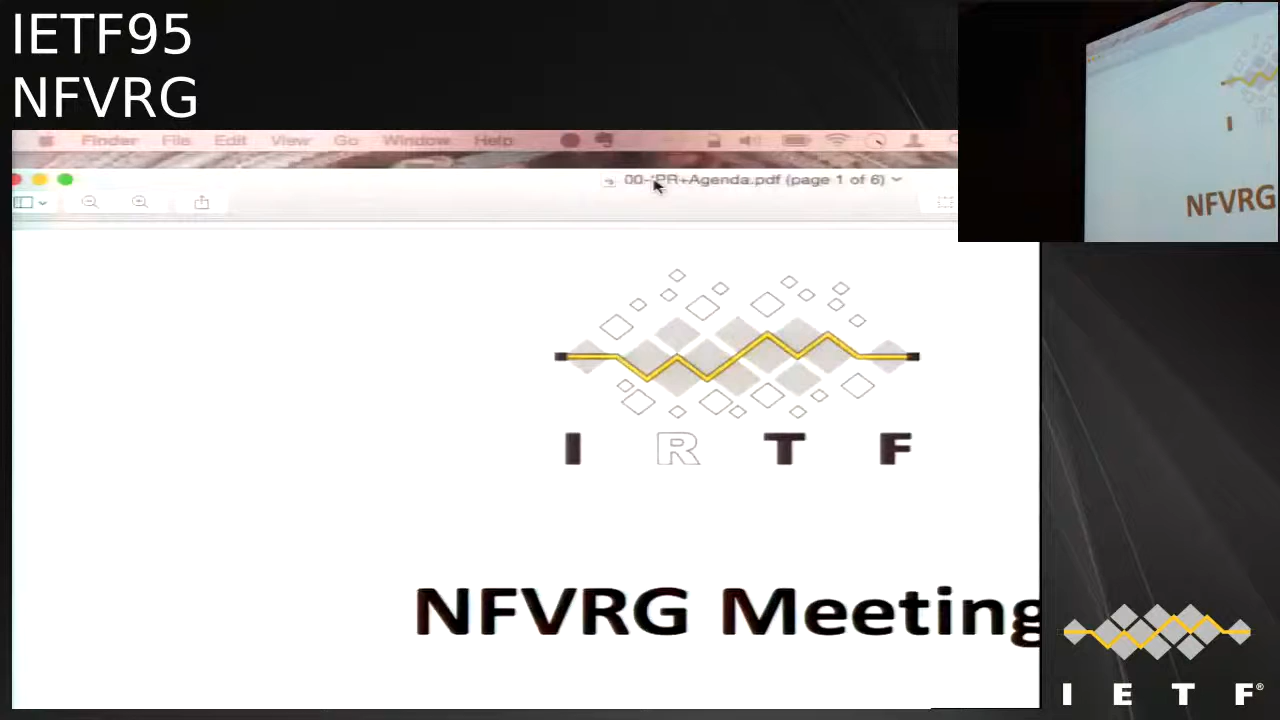 IETF95
NFVRG
Finder File Edit View Go Window Help
PR+Agenda.pdf (page 1 of 6)
I R T F
NFVRG Meeting
I
NFVRG
I E T F®